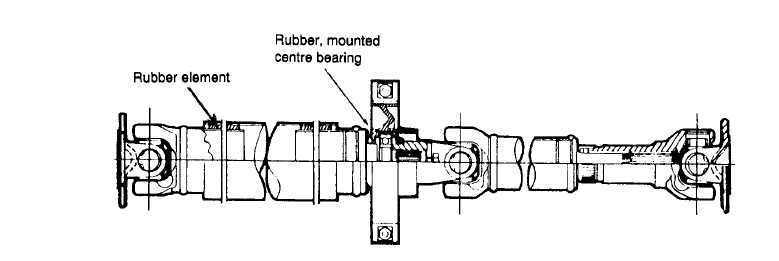 Rubber, mounted
centre bearing
Rubber element